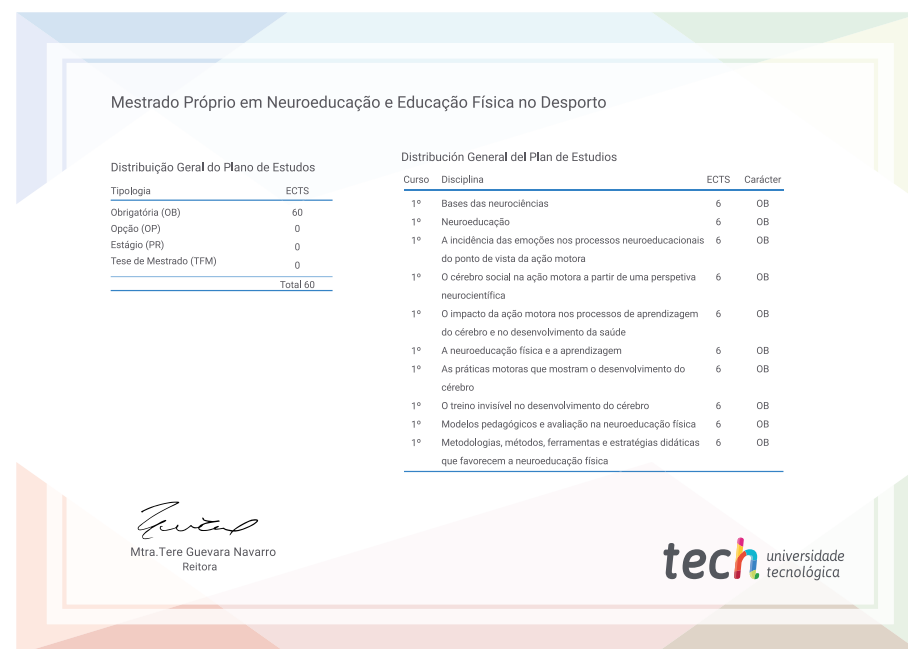 Mestrado Próprio em Neuroeducação e Educação Física no Desporto
Distribuição Geral do Plano de Estudos
Tipologia ECTS
Obrigatória (OB) 60
Opção (OP) 0
Estágio (PR) 0
Tese de Mestrado (TFM) 0
Total 60
Distribución General del Plan de Estudios
Curso Disciplina ECTS Carácter
1º Bases das neurociências 6 OB
1º Neuroeducação 6 OB
1º A incidência das emoções nos processos neuroeducacionais 6 OB
do ponto de vista da ação motora
1º O cérebro social na ação motora a partir de uma perspetiva 6 OB
neurocientífica
1º O impacto da ação motora nos processos de aprendizagem 6 OB
do cérebro e no desenvolvimento da saúde
1º A neuroeducação física e a aprendizagem 6 OB
1º As práticas motoras que mostram o desenvolvimento do 6 OB
cérebro
1º O treino invisível no desenvolvimento do cérebro 6 OB
1º Modelos pedagógicos e avaliação na neuroeducação física 6 OB
1º Metodologias, métodos, ferramentas e estratégias didáticas 6 OB
que favorecem a neuroeducação física
Mtra.Tere Guevara Navarro
Reitora
tech universidade
tecnológica